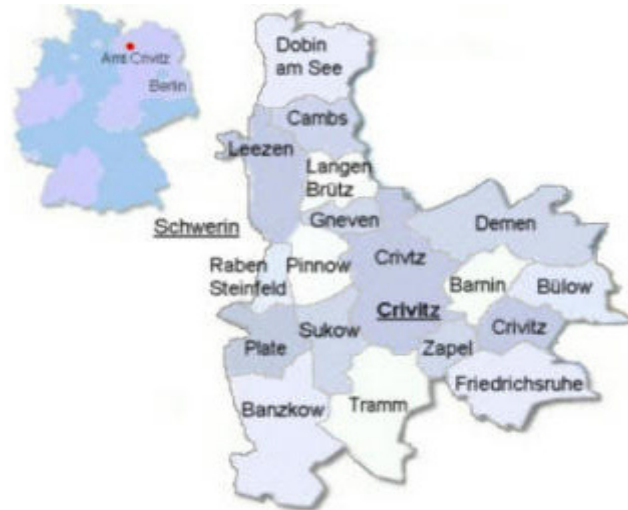 Amt Crivitz
Berlin
Dobin
am See
Cambs
Leezen
Langen
Brütz
Gneven
Schwerin
Demen
Crivtz
Raben
Steinfeld
Pinnow
Barnin
Bülow
Crivitz
Crivitz
Sukow
Plate
Zapel
Friedrichsruhe
Banzkow
Tramm